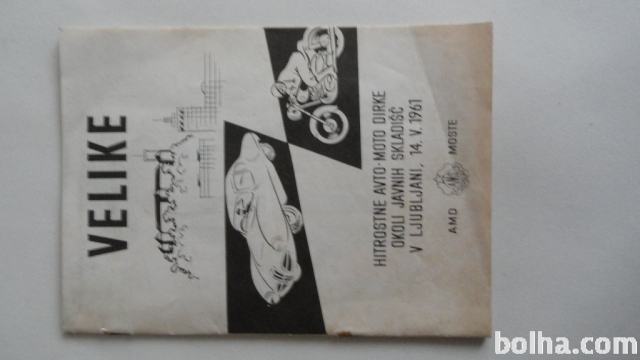 VELIKE
HITROSTNE AVTO-MOTO DIRKE
OKOLI JAVNIH SKLADIŠČ
V LJUBLJANI, 14. V. 1961
AMD MOSTE
bolha.com